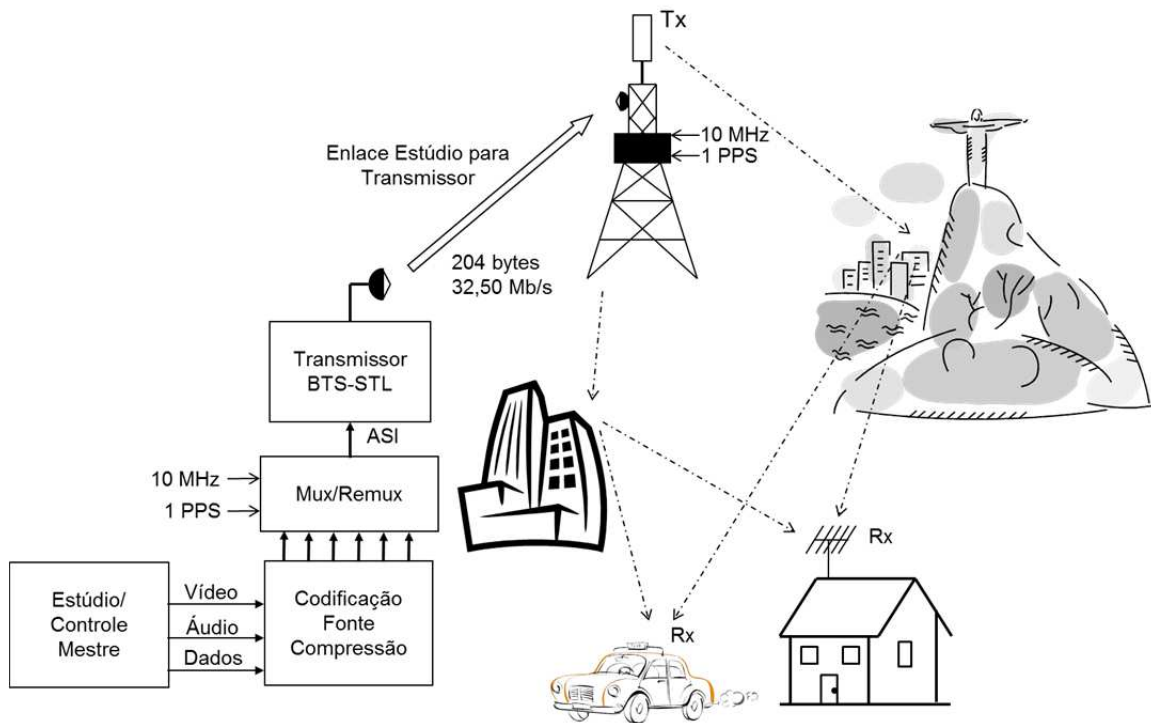 Tx
10 MHz
1 PPS
Enlace Estúdio para
Transmissor
204 bytes
32,50 Mb/s
Transmissor
BTS-STL
ASI
10 MHz
1 PPS
Mux/Remux
Estúdio/
Controle
Mestre
Vídeo
Áudio
Dados
Codificação
Fonte
Compressão
Rx
Rx